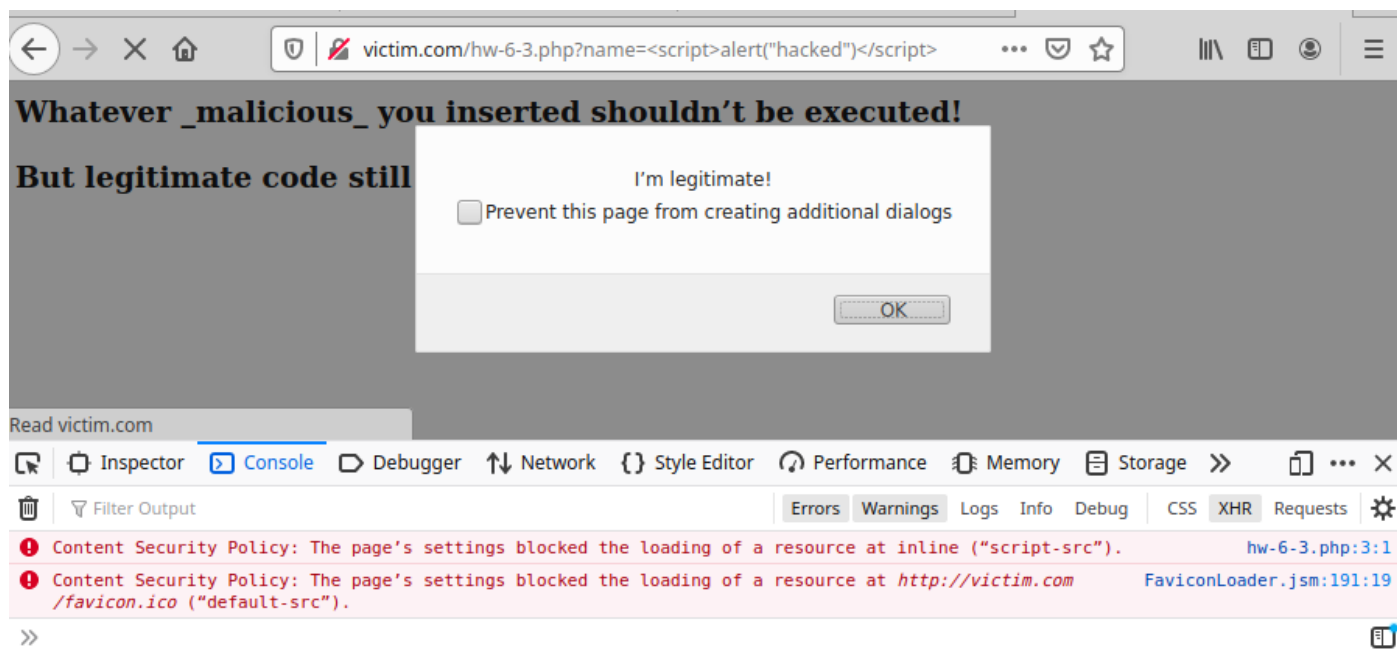 victim.com/hw-6-3.php?name=<script>alert("hacked")</script>
Whatever _malicious_ you inserted shouldn’t be executed!
But legitimate code still
I’m legitimate!
Prevent this page from creating additional dialogs
OK
Read victim.com
Inspector Console Debugger Network Style Editor Performance Memory Storage
Filter Output Errors Warnings Logs Info Debug CSS XHR Requests
Content Security Policy: The page’s settings blocked the loading of a resource at inline (“script-src”). hw-6-3.php:3:1
Content Security Policy: The page’s settings blocked the loading of a resource at http://victim.com FaviconLoader.jsm:191:19
/favicon.ico (“default-src”).